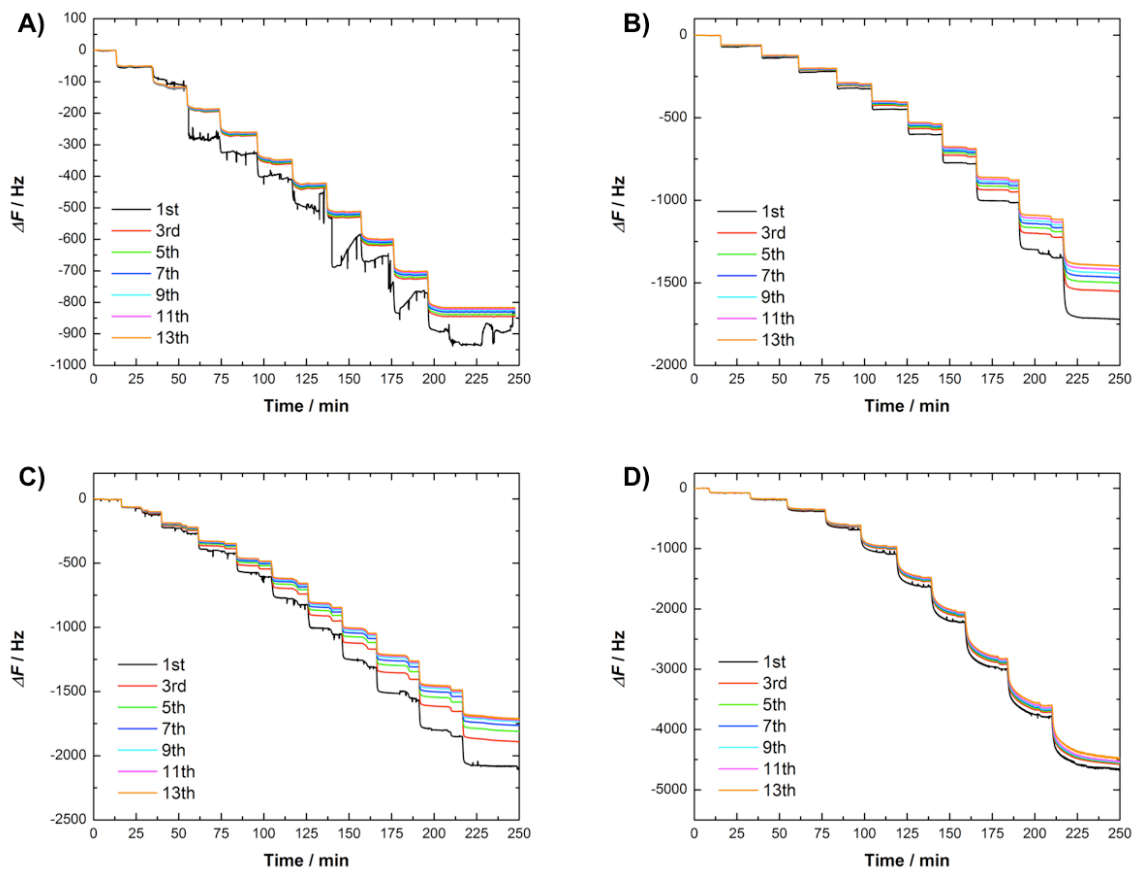 A)
ΔF / Hz
100
0
-100
-200
-300
-400
-500
-600
-700
-800
-900
-1000
1st
3rd
5th
7th
9th
11th
13th
0 25 50 75 100 125 150 175 200 225 250
Time / min
B)
ΔF / Hz
0
-500
-1000
-1500
-2000
1st
3rd
5th
7th
9th
11th
13th
0 25 50 75 100 125 150 175 200 225 250
Time / min
C)
ΔF / Hz
0
-500
-1000
-1500
-2000
-2500
1st
3rd
5th
7th
9th
11th
13th
0 25 50 75 100 125 150 175 200 225 250
Time / min
D)
ΔF / Hz
0
-1000
-2000
-3000
-4000
-5000
1st
3rd
5th
7th
9th
11th
13th
0 25 50 75 100 125 150 175 200 225 250
Time / min